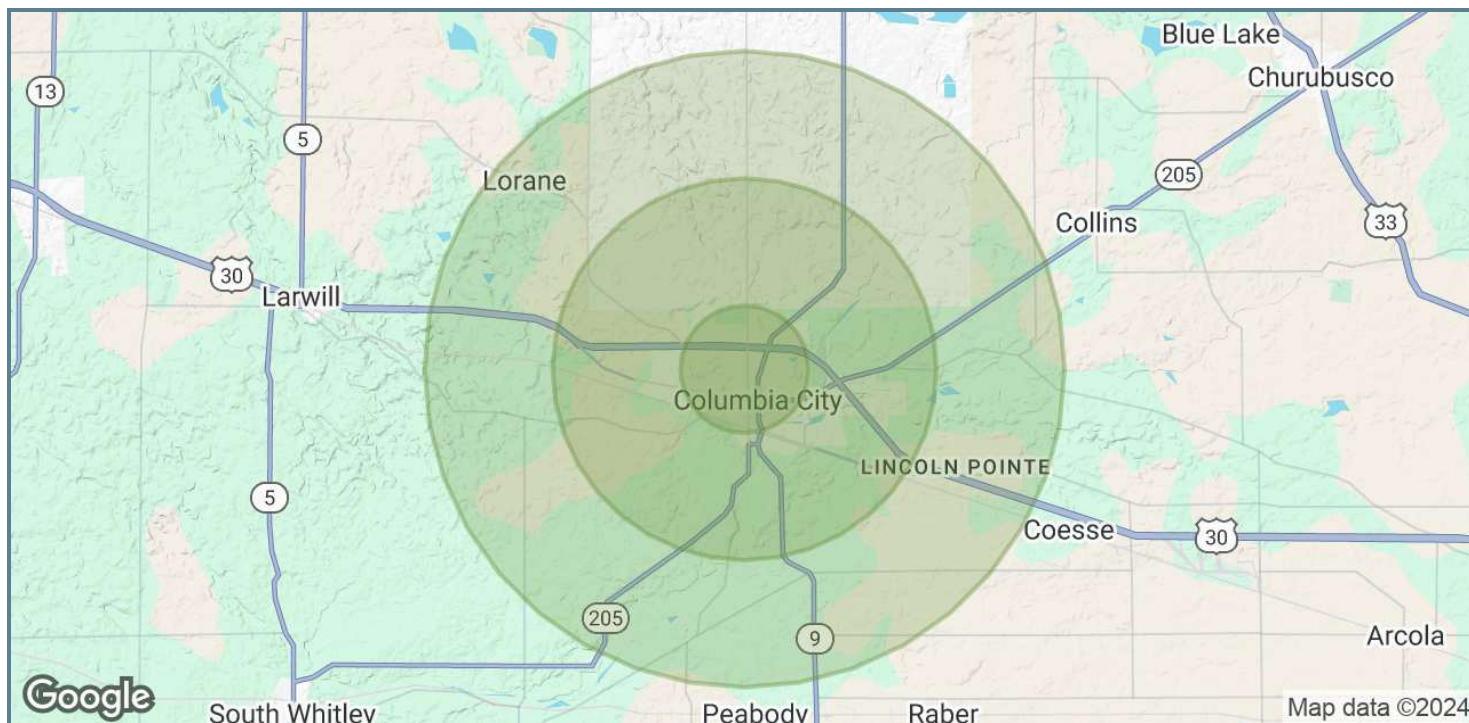 Blue Lake
Churubusco
13
5
205
Lorane
Collins
33
30
Larwill
Columbia City
LINCOLN POINTE
5
Coesse
30
205
9
Arcola
Google
South Whitley
Peabody
Raber
Map data ©2024